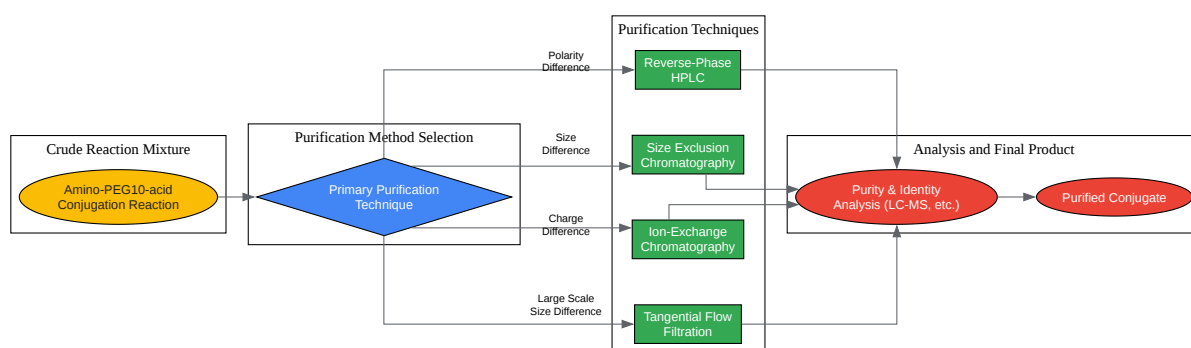 Crude Reaction Mixture
Amino-PEG10-acid
Conjugation Reaction
Purification Method Selection
Primary Purification
Technique
Polarity
Difference
Size
Difference
Charge
Difference
Large Scale
Size Difference
Purification Techniques
Reverse-Phase
HPLC
Size Exclusion
Chromatography
Ion-Exchange
Chromatography
Tangential Flow
Filtration
Analysis and Final Product
Purity & Identity
Analysis (LC-MS, etc.)
Purified Conjugate